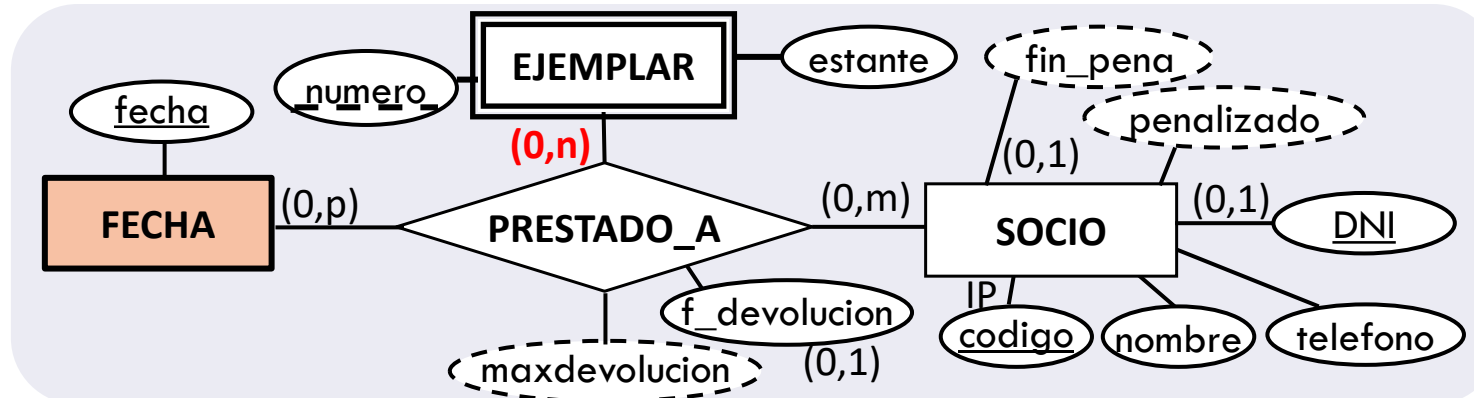 EJEMPLAR
estante
fin_pena
_numero_
fecha
penalizado
(0,n)
(0,1)
FECHA
(0,p)
PRESTADO_A
(0,m)
SOCIO
(0,1)
DNI
IP
f_devolucion
codigo
nombre
telefono
maxdevolucion
(0,1)